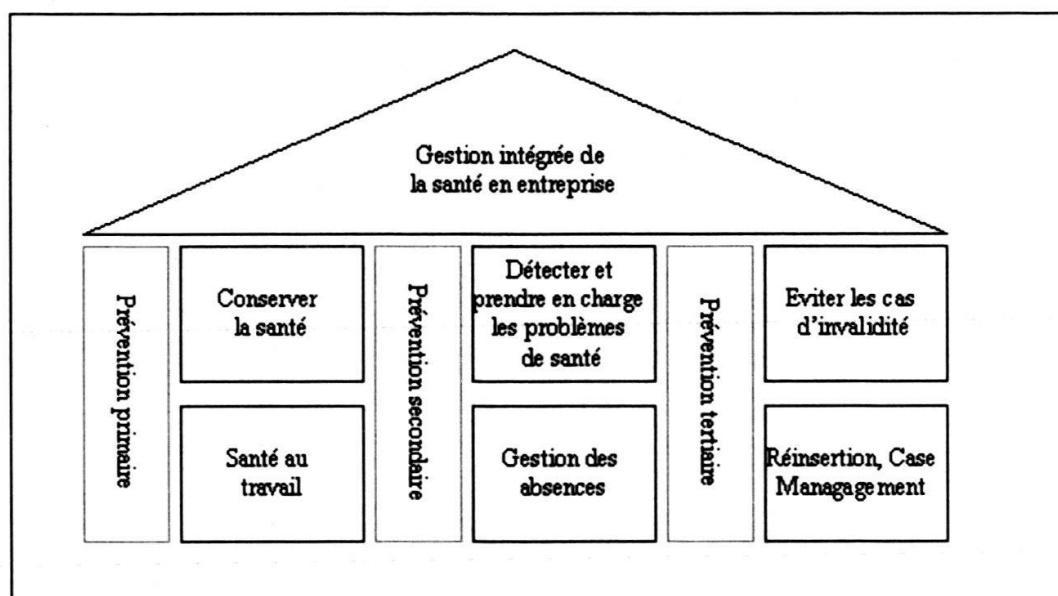 Gestion intégrée de
la santé en entreprise
Prévention primaire
Conserver
la santé
Santé au
travail
Prévention secondaire
Détecter et
prendre en charge
les problèmes
de santé
Gestion des
absences
Prévention tertiaire
Eviter les cas
d'invalidité
Réinsertion, Case
Managagement